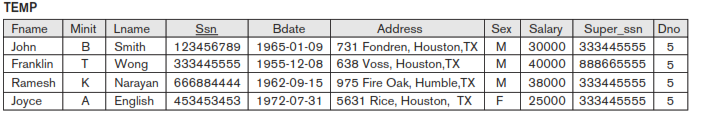 TEMP
Fname Minit Lname Ssn Bdate Address Sex Salary Super_ssn Dno
John B Smith 123456789 1965-01-09 731 Fondren, Houston,TX M 30000 333445555 5
Franklin T Wong 333445555 1955-12-08 638 Voss, Houston,TX M 40000 888665555 5
Ramesh K Narayan 666884444 1962-09-15 975 Fire Oak, Humble,TX M 38000 333445555 5
Joyce A English 453453453 1972-07-31 5631 Rice, Houston, TX F 25000 333445555 5